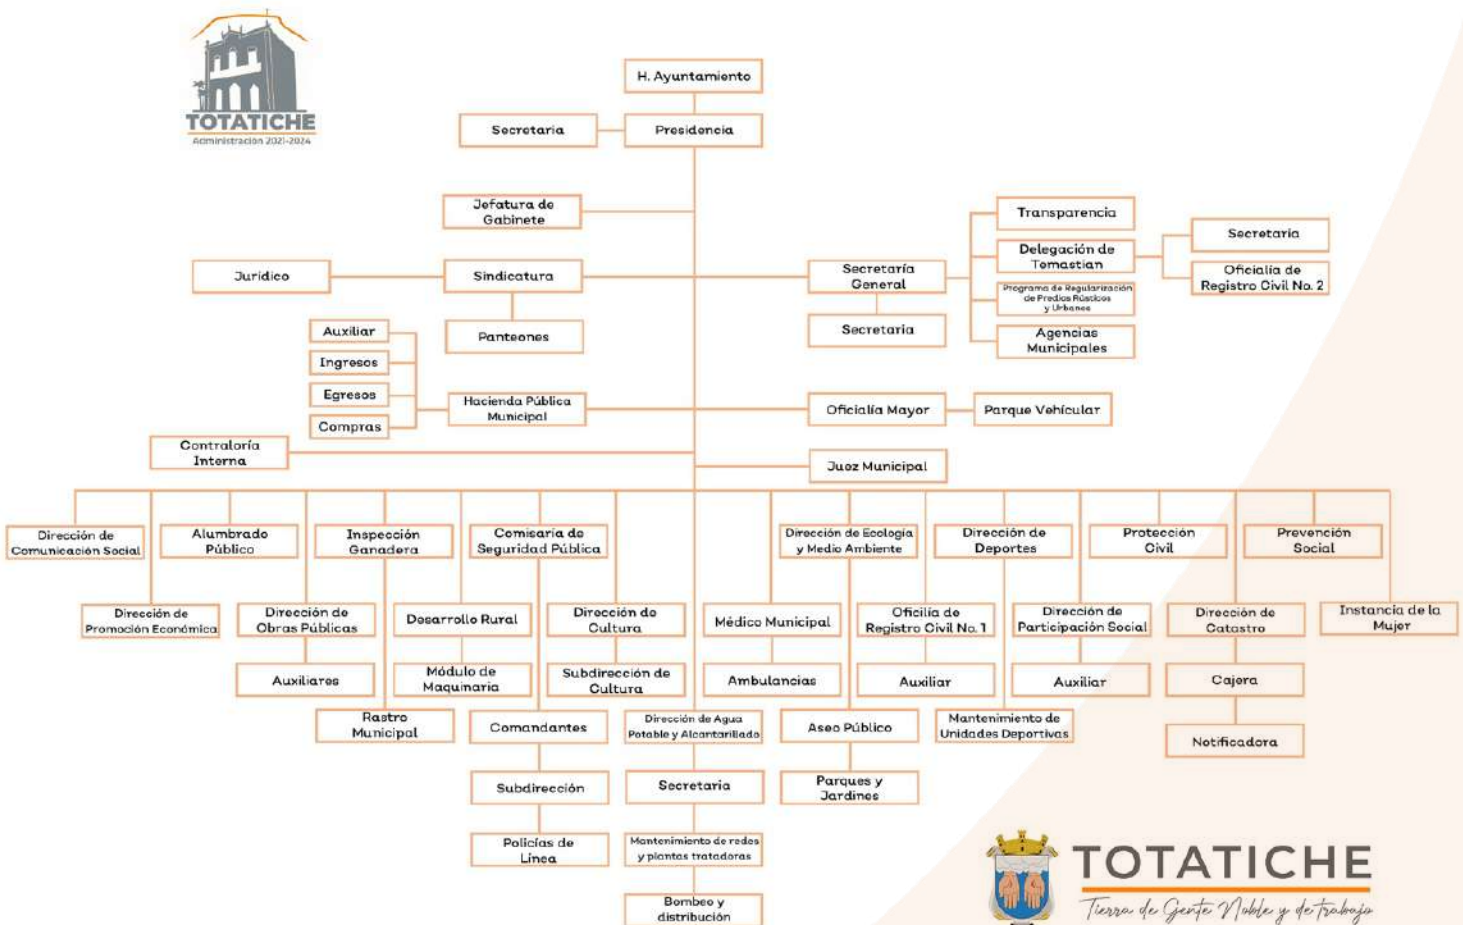 TOTATICHE
Administración 2021-2024
H. Ayuntamiento
Secretaria
Presidencia
Jefatura de
Gabinete
Jurídico
Sindicatura
Panteones
Secretaría
General
Secretaria
Transparencia
Delegación de
Temastian
Secretaría
Oficialía de
Registro Civil No. 2
Programa de Regularización
de Predios Rústicos
y Urbanos
Agencias
Municipales
Auxiliar
Ingresos
Egresos
Compras
Hacienda Pública
Municipal
Oficialía Mayor
Parque Vehícular
Contraloría
Interna
Juez Municipal
Dirección de
Comunicación Social
Alumbrado
Público
Inspección
Ganadera
Comisaría de
Seguridad Pública
Dirección de Ecología
y Medio Ambiente
Dirección de
Deportes
Protección
Civil
Prevención
Social
Dirección de
Promoción Económica
Dirección de
Obras Públicas
Desarrollo Rural
Dirección de
Cultura
Médico Municipal
Oficilía de
Registro Civil No. 1
Dirección de
Participación Social
Dirección de
Catastro
Instancia de la
Mujer
Auxiliares
Módulo de
Maquinaria
Subdirección de
Cultura
Ambulancias
Auxiliar
Auxiliar
Cajera
Rastro
Municipal
Comandantes
Dirección de Agua
Potable y Alcantarillado
Aseo Público
Mantenimiento de
Unidades Deportivas
Notificadora
Subdirección
Secretaria
Parques y
Jardines
Policías de
Línea
Mantenimiento de redes
y plantas tratadoras
Bombeo y
distribución
TOTATICHE
Tierra de Gente Noble y de trabajo